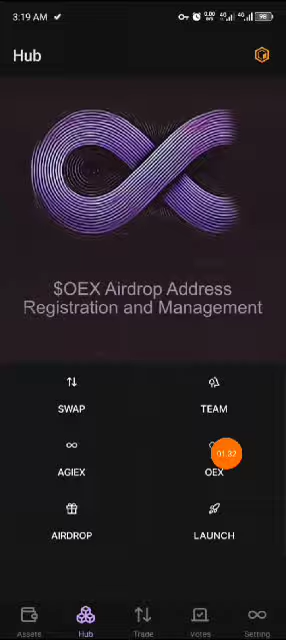 3:19 AM
Hub
$OEX Airdrop Address
Registration and Management
SWAP
TEAM
AGIEX
OEX
01:32
AIRDROP
LAUNCH
Assets
Hub
Trade
Votes
Setting